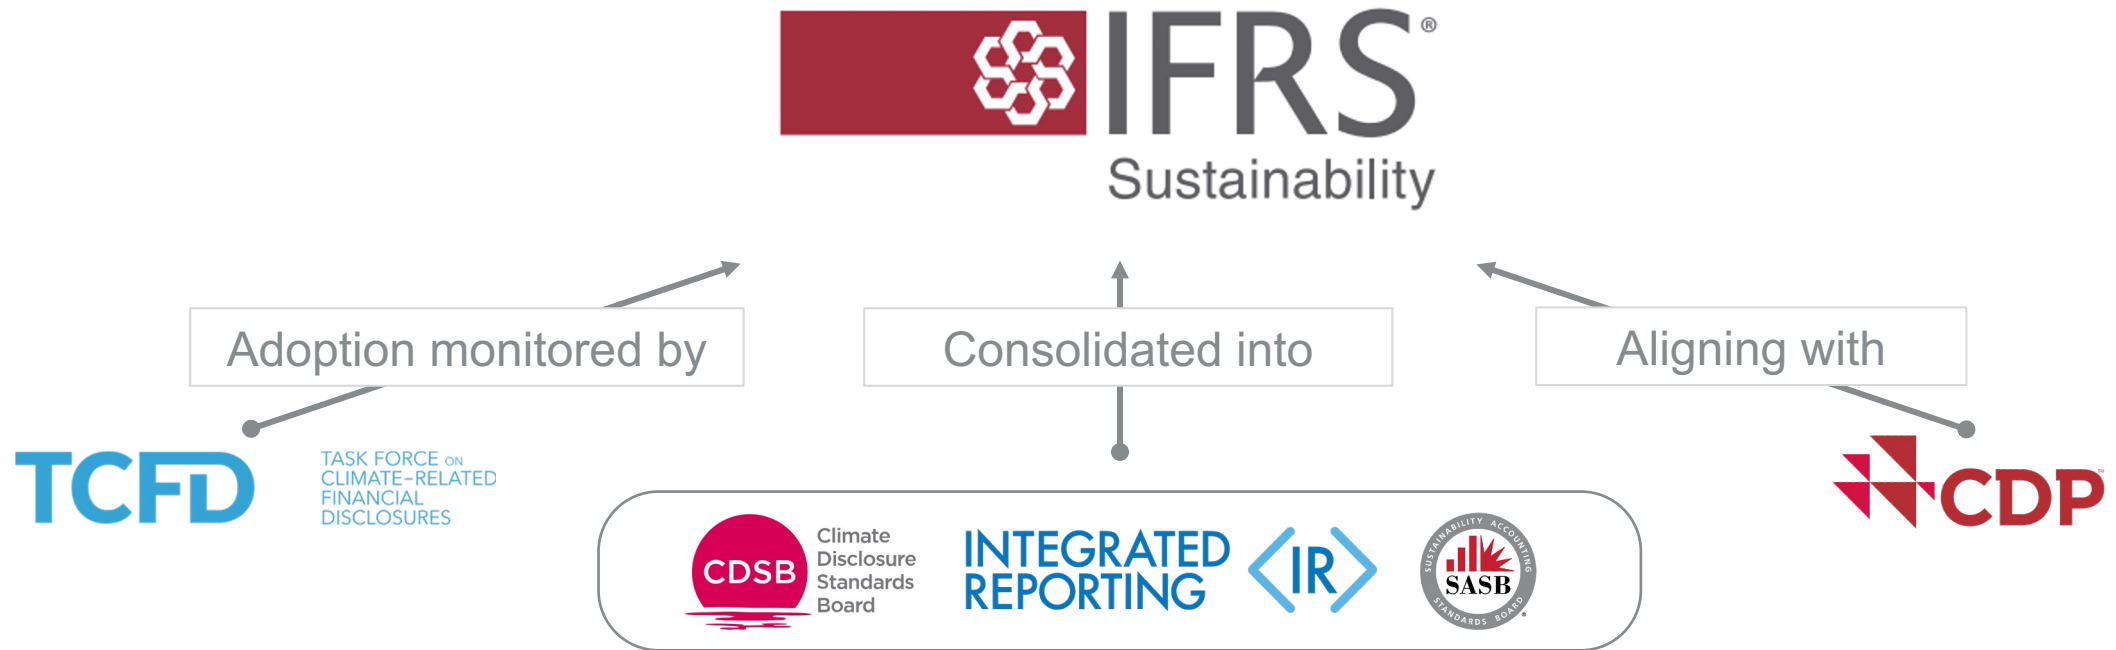 IFRS®
Sustainability
Adoption monitored by
Consolidated into
Aligning with
TCFD
TASK FORCE ON
CLIMATE-RELATED
FINANCIAL
DISCLOSURES
CDP™
CDSB
Climate
Disclosure
Standards
Board
INTEGRATED
REPORTING
<IR>
SUSTAINABILITY ACCOUNTING
SASB
STANDARDS BOARD
®